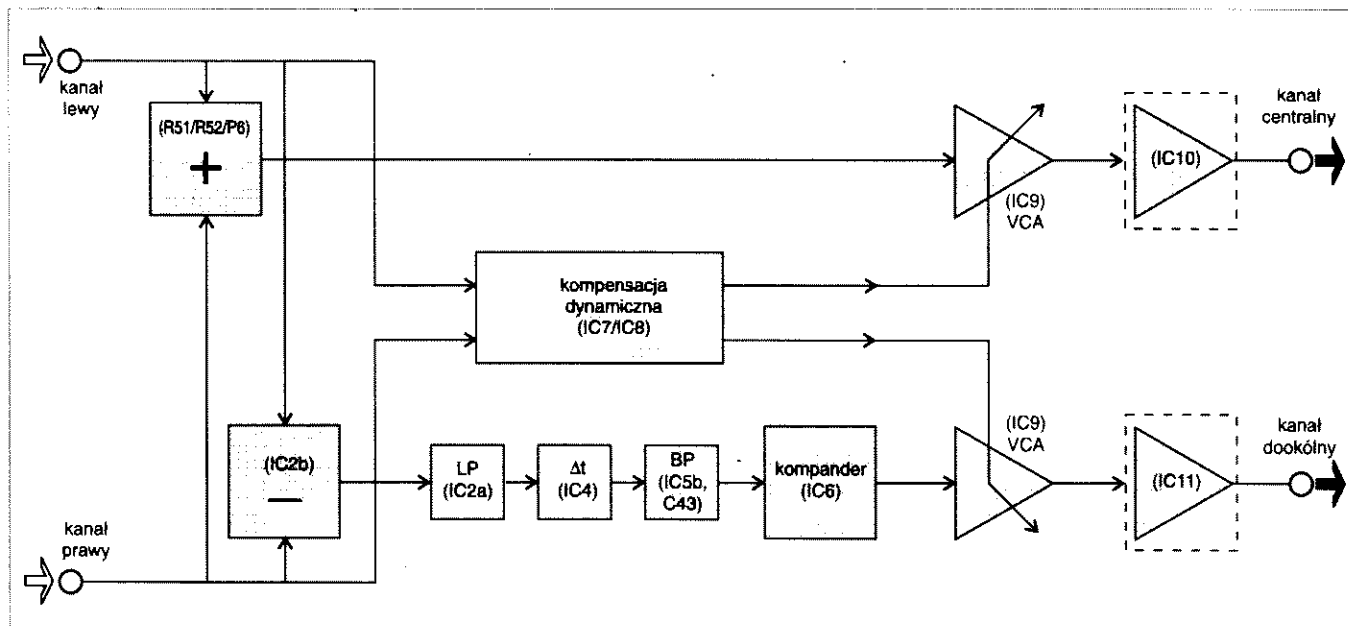 kanał
lewy
(R51/R52/P6)
+
kanał
centralny
(IC10)
(IC9)
VCA
kompensacja
dynamiczna
(IC7/IC8)
(IC2b)
−
LP
(IC2a)
Δt
(IC4)
BP
(IC5b,
C43)
kompander
(IC6)
(IC9)
VCA
(IC11)
kanał
dookólny
kanał
prawy